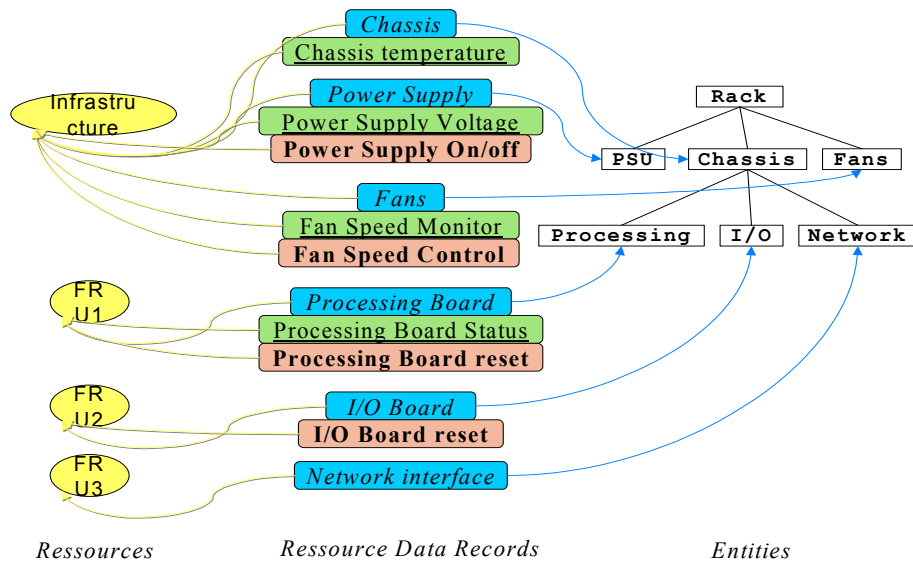 Chassis
Chassis temperature
Infrastru
cture
Power Supply
Power Supply Voltage
Power Supply On/off
Rack
PSU
Chassis
Fans
Fans
Fan Speed Monitor
Fan Speed Control
Processing
I/O
Network
FR
U1
Processing Board
Processing Board Status
Processing Board reset
FR
U2
I/O Board
I/O Board reset
FR
U3
Network interface
Ressources
Ressource Data Records
Entities